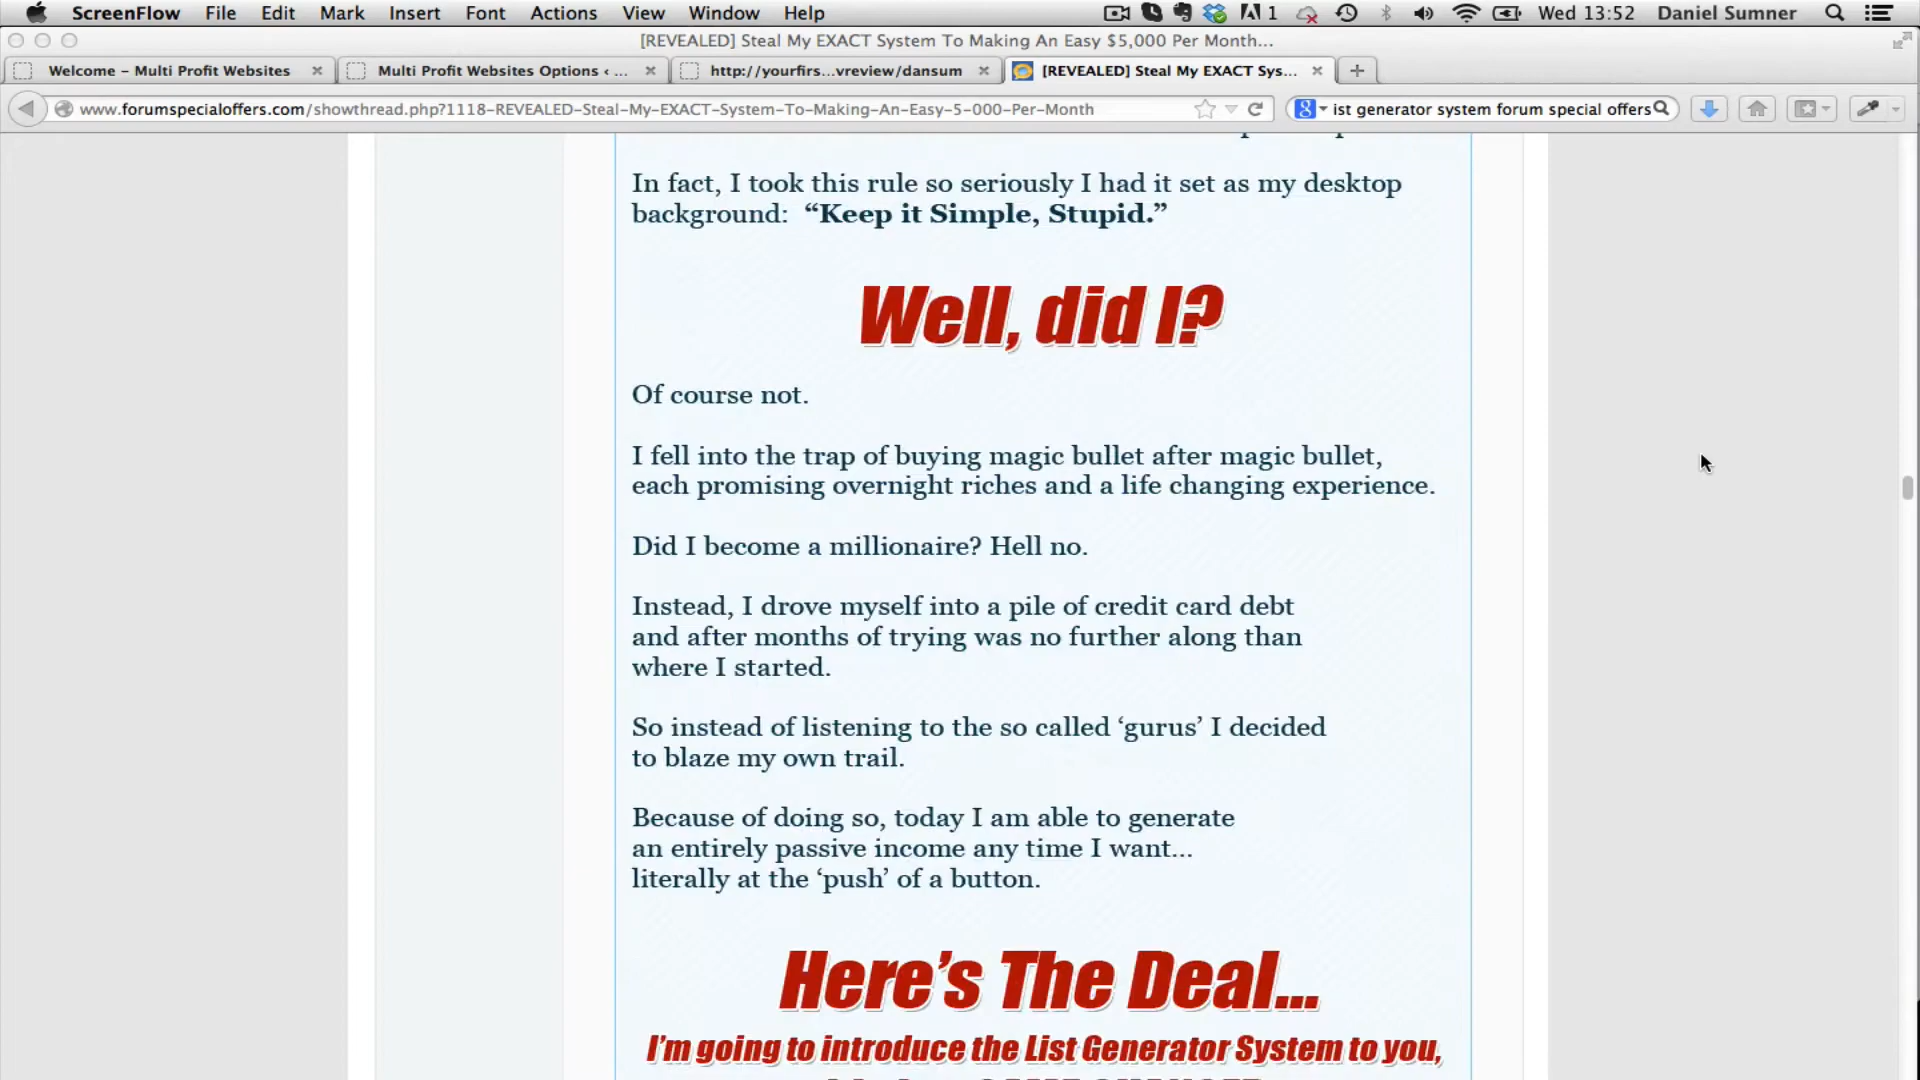 ScreenFlow File Edit Mark Insert Font Actions View Window Help 1 Wed 13:52 Daniel Sumner
[REVEALED] Steal My EXACT System To Making An Easy $5,000 Per Month...
Welcome – Multi Profit Websites Multi Profit Websites Options ‹ ... http://yourfirs...vreview/dansum [REVEALED] Steal My EXACT Sys...
www.forumspecialoffers.com/showthread.php?1118-REVEALED-Steal-My-EXACT-System-To-Making-An-Easy-5-000-Per-Month ist generator system forum special offers
In fact, I took this rule so seriously I had it set as my desktop
background: “Keep it Simple, Stupid.”
Well, did I?
Of course not.
I fell into the trap of buying magic bullet after magic bullet,
each promising overnight riches and a life changing experience.
Did I become a millionaire? Hell no.
Instead, I drove myself into a pile of credit card debt
and after months of trying was no further along than
where I started.
So instead of listening to the so called ‘gurus’ I decided
to blaze my own trail.
Because of doing so, today I am able to generate
an entirely passive income any time I want...
literally at the ‘push’ of a button.
Here’s The Deal...
I’m going to introduce the List Generator System to you,